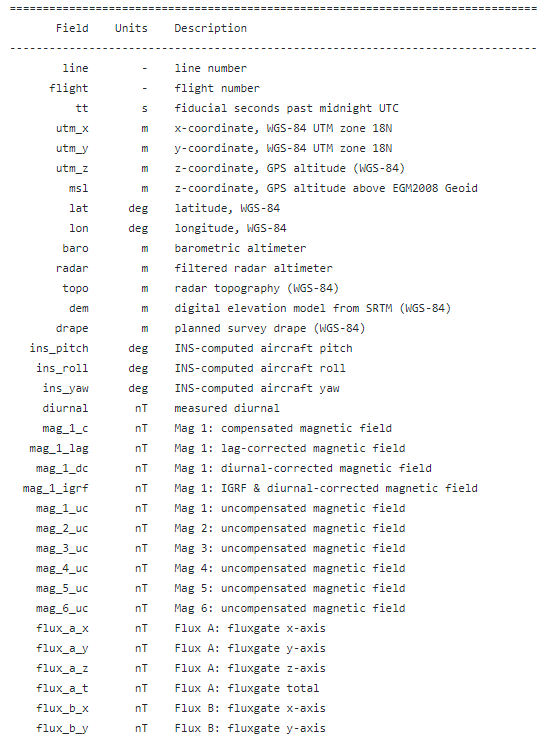 ================================================================================
Field Units Description
--------------------------------------------------------------------------------
line - line number
flight - flight number
tt s fiducial seconds past midnight UTC
utm_x m x-coordinate, WGS-84 UTM zone 18N
utm_y m y-coordinate, WGS-84 UTM zone 18N
utm_z m z-coordinate, GPS altitude (WGS-84)
msl m z-coordinate, GPS altitude above EGM2008 Geoid
lat deg latitude, WGS-84
lon deg longitude, WGS-84
baro m barometric altimeter
radar m filtered radar altimeter
topo m radar topography (WGS-84)
dem m digital elevation model from SRTM (WGS-84)
drape m planned survey drape (WGS-84)
ins_pitch deg INS-computed aircraft pitch
ins_roll deg INS-computed aircraft roll
ins_yaw deg INS-computed aircraft yaw
diurnal nT measured diurnal
mag_1_c nT Mag 1: compensated magnetic field
mag_1_lag nT Mag 1: lag-corrected magnetic field
mag_1_dc nT Mag 1: diurnal-corrected magnetic field
mag_1_igrf nT Mag 1: IGRF & diurnal-corrected magnetic field
mag_1_uc nT Mag 1: uncompensated magnetic field
mag_2_uc nT Mag 2: uncompensated magnetic field
mag_3_uc nT Mag 3: uncompensated magnetic field
mag_4_uc nT Mag 4: uncompensated magnetic field
mag_5_uc nT Mag 5: uncompensated magnetic field
mag_6_uc nT Mag 6: uncompensated magnetic field
flux_a_x nT Flux A: fluxgate x-axis
flux_a_y nT Flux A: fluxgate y-axis
flux_a_z nT Flux A: fluxgate z-axis
flux_a_t nT Flux A: fluxgate total
flux_b_x nT Flux B: fluxgate x-axis
flux_b_y nT Flux B: fluxgate y-axis